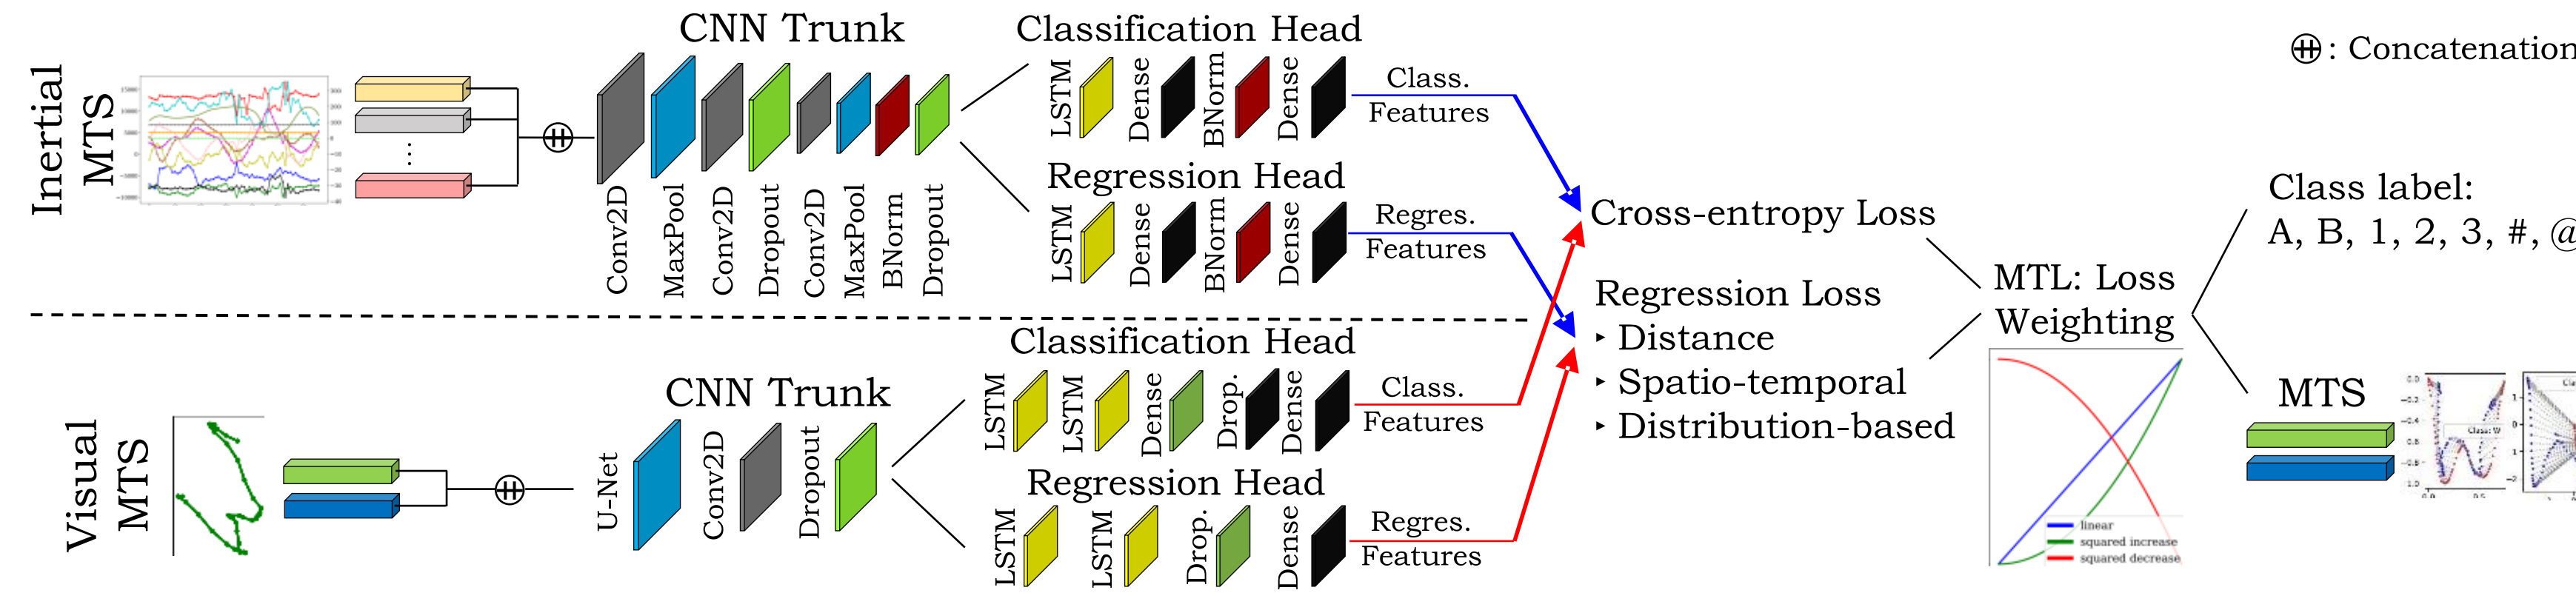 Inertial
MTS
CNN Trunk
Conv2D
MaxPool
Conv2D
Dropout
Conv2D
MaxPool
BNorm
Dropout
Classification Head
LSTM
Dense
BNorm
Dense
Class.
Features
Regression Head
LSTM
Dense
BNorm
Dense
Regres.
Features
Visual
MTS
CNN Trunk
U-Net
Conv2D
Dropout
Classification Head
LSTM
LSTM
Dense
Drop.
Dense
Class.
Features
Regression Head
LSTM
LSTM
Drop.
Dense
Regres.
Features
Cross-entropy Loss
Regression Loss
‣ Distance
‣ Spatio-temporal
‣ Distribution-based
MTL: Loss
Weighting
linear
squared increase
squared decrease
: Concatenation
Class label:
A, B, 1, 2, 3, #, @
MTS
Class: W